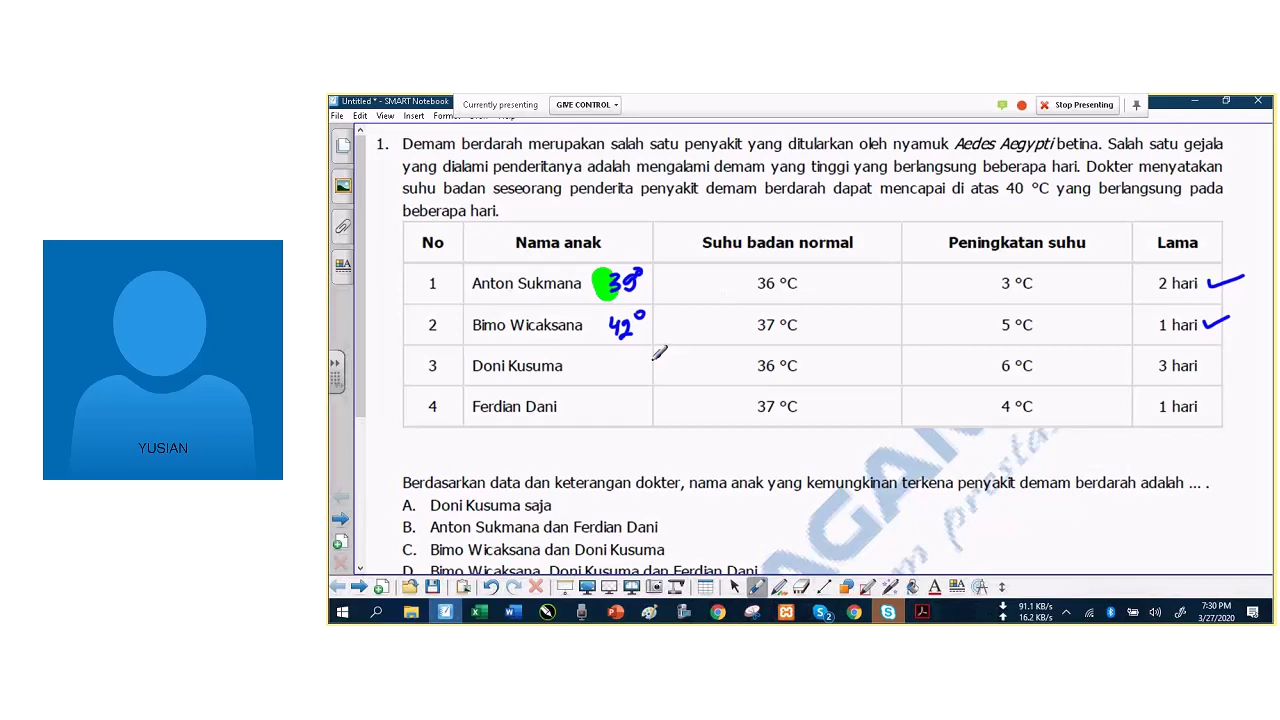 Untitled * - SMART Notebook
Currently presenting
GIVE CONTROL
Stop Presenting
File Edit View Insert
1. Demam berdarah merupakan salah satu penyakit yang ditularkan oleh nyamuk Aedes Aegypti betina. Salah satu gejala
yang dialami penderitanya adalah mengalami demam yang tinggi yang berlangsung beberapa hari. Dokter menyatakan
suhu badan seseorang penderita penyakit demam berdarah dapat mencapai di atas 40 °C yang berlangsung pada
beberapa hari.
No Nama anak Suhu badan normal Peningkatan suhu Lama
1 Anton Sukmana 39° 36 °C 3 °C 2 hari
2 Bimo Wicaksana 42° 37 °C 5 °C 1 hari
3 Doni Kusuma 36 °C 6 °C 3 hari
4 Ferdian Dani 37 °C 4 °C 1 hari
Berdasarkan data dan keterangan dokter, nama anak yang kemungkinan terkena penyakit demam berdarah adalah ... .
A. Doni Kusuma saja
B. Anton Sukmana dan Ferdian Dani
C. Bimo Wicaksana dan Doni Kusuma
D. Bimo Wicaksana, Doni Kusuma dan Ferdian Dani
YUSIAN
91.1 KB/s
16.2 KB/s
7:30 PM
3/27/2020